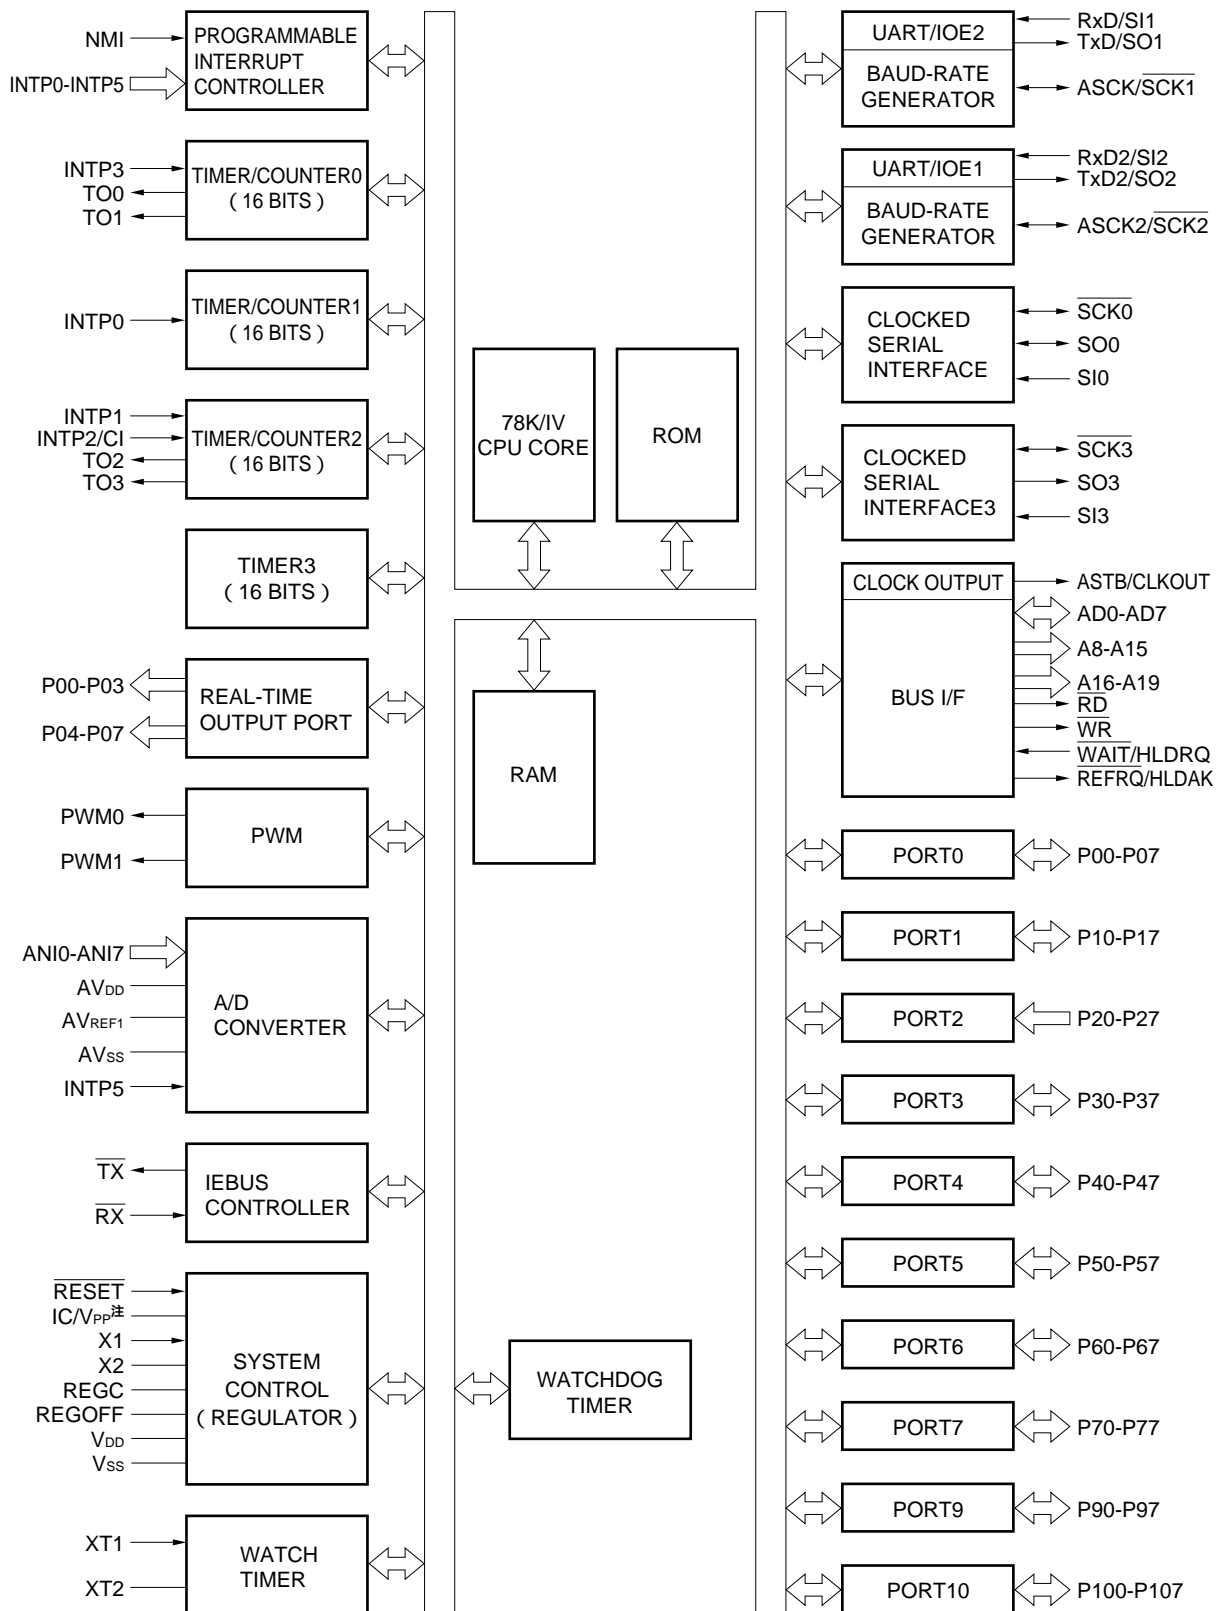 NMI
INTP0-INTP5
PROGRAMMABLE
INTERRUPT
CONTROLLER
INTP3
TO0
TO1
TIMER/COUNTER0
( 16 BITS )
INTP0
TIMER/COUNTER1
( 16 BITS )
INTP1
INTP2/CI
TO2
TO3
TIMER/COUNTER2
( 16 BITS )
TIMER3
( 16 BITS )
P00-P03
P04-P07
REAL-TIME
OUTPUT PORT
PWM0
PWM1
PWM
ANI0-ANI7
AVDD
AVREF1
AVSS
INTP5
A/D
CONVERTER
TX
RX
IEBUS
CONTROLLER
RESET
IC/VPP注
X1
X2
REGC
REGOFF
VDD
VSS
SYSTEM
CONTROL
( REGULATOR )
XT1
XT2
WATCH
TIMER
78K/IV
CPU CORE
ROM
RAM
WATCHDOG
TIMER
UART/IOE2
BAUD-RATE
GENERATOR
RxD/SI1
TxD/SO1
ASCK/SCK1
UART/IOE1
BAUD-RATE
GENERATOR
RxD2/SI2
TxD2/SO2
ASCK2/SCK2
CLOCKED
SERIAL
INTERFACE
SCK0
SO0
SI0
CLOCKED
SERIAL
INTERFACE3
SCK3
SO3
SI3
CLOCK OUTPUT
BUS I/F
ASTB/CLKOUT
AD0-AD7
A8-A15
A16-A19
RD
WR
WAIT/HLDRQ
REFRQ/HLDAK
PORT0
P00-P07
PORT1
P10-P17
PORT2
P20-P27
PORT3
P30-P37
PORT4
P40-P47
PORT5
P50-P57
PORT6
P60-P67
PORT7
P70-P77
PORT9
P90-P97
PORT10
P100-P107